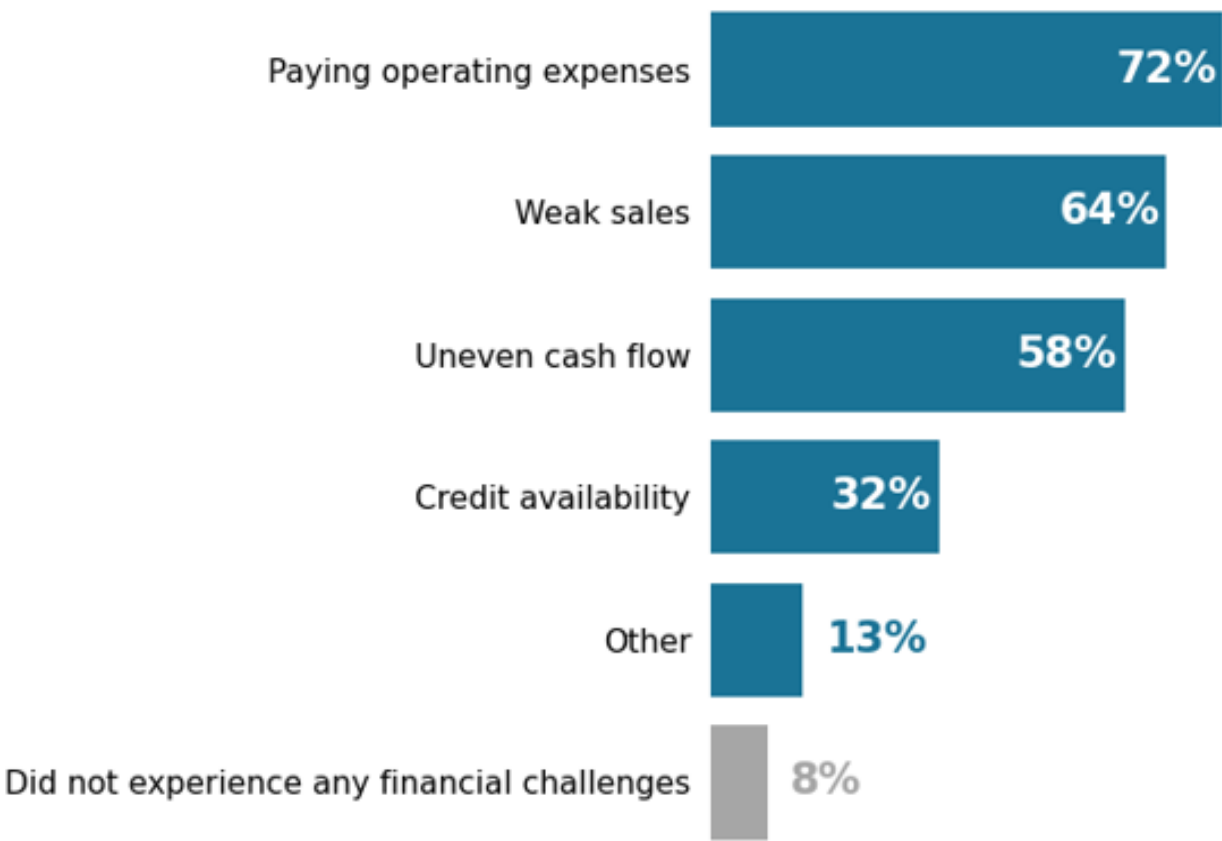 Paying operating expenses 72%
Weak sales 64%
Uneven cash flow 58%
Credit availability 32%
Other 13%
Did not experience any financial challenges 8%